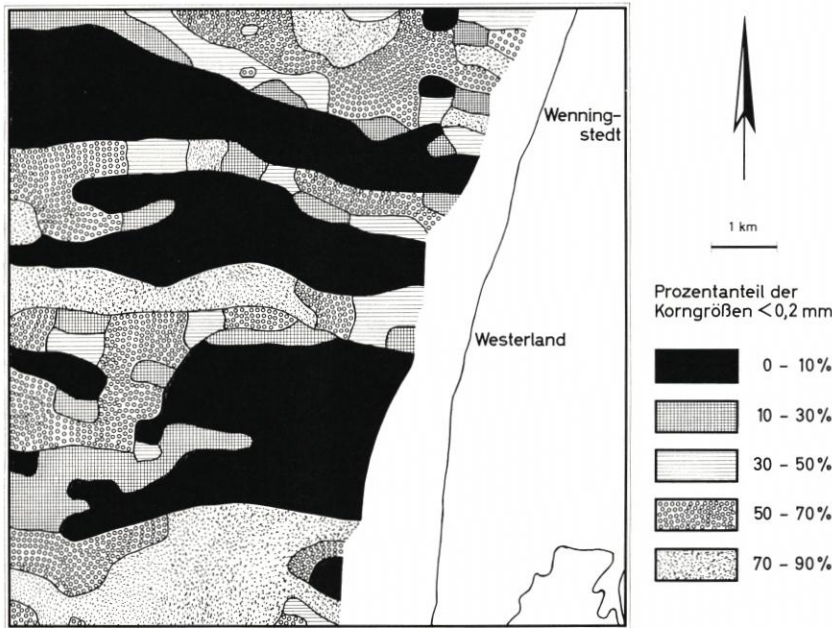 Wenning-
stedt
Westerland
1 km
Prozentanteil der
Korngrößen < 0,2 mm
0 – 10 %
10 – 30 %
30 – 50 %
50 – 70 %
70 – 90 %